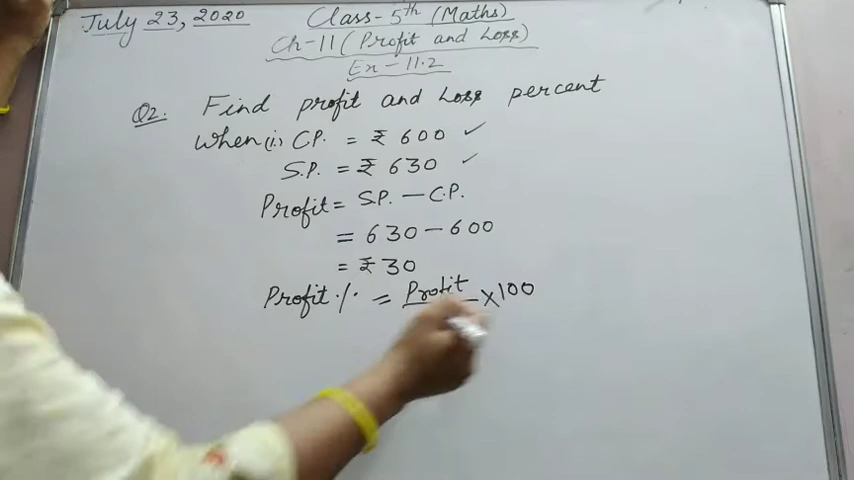 July 23, 2020
Class-5th (Maths)
Ch-11 (Profit and Loss)
Ex-11.2
Q2. Find profit and Loss percent
When (i.) C.P. = ₹ 600 ✓
S.P. = ₹ 630 ✓
Profit = S.P. - C.P.
= 630 - 600
= ₹ 30
Profit % = Profit × 100